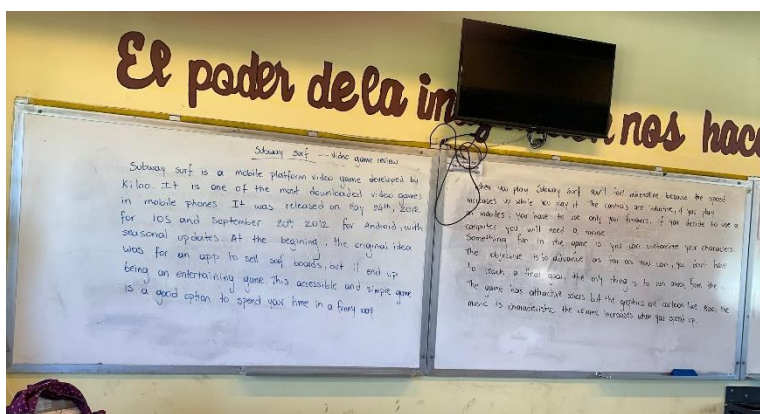 El poder de la im nos hace
Subway surf - video game review
Subway surf is a mobile platform video game developed by
Kiloo. It is one of the most downloaded video games
in mobile phones. It was released on May 24th, 2012
for IOS and September 2012 for Android, with
seasonal updates. At the begining, the original idea
was for an app to sell surf boards, but it end up
being an entertaining game. This accessible and simple game
is a good option to spend your time in a funny way
when you play Subway surf you'll feel adrenaline because the speed
increases up while you play it. The controls are intuitive, if you play
on mobiles, you have to use only your fingers. if you decide to use a
computer you will need a mouse
Something fun in the game is you can customize your characters
The objective is to advance as far as you can, you don't have
to reach a final goal, the only thing is to run away from the
The game has attractive colors but the graphics are cartoon like. Also, the
music is characteristic, the volume increases when you speed up.